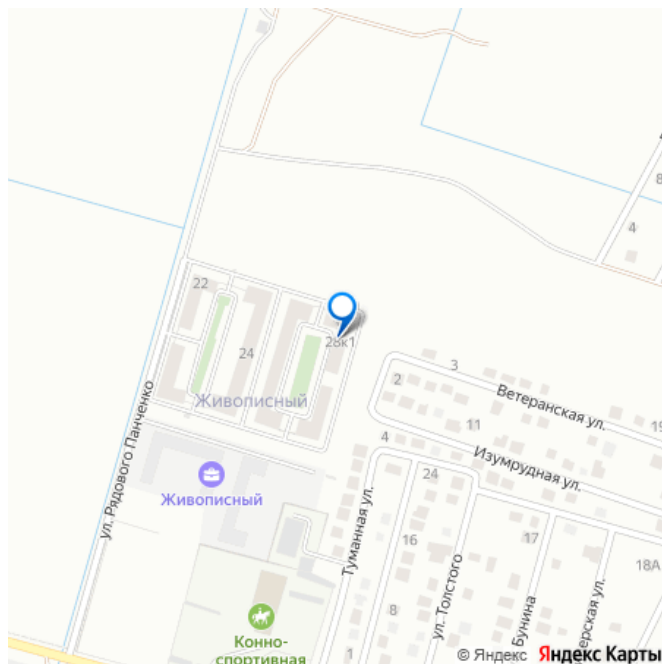 8
4
22
28к1
24
Живописный
3
2
Ветеранская ул.
19
11
Изумрудная ул.
4
24
ул. Рядового Панченко
Живописный
Туманная ул.
16
17
18А
ул. Толстого
8
Бунина
1
Конно-
спортивная
© Яндекс Яндекс Карты